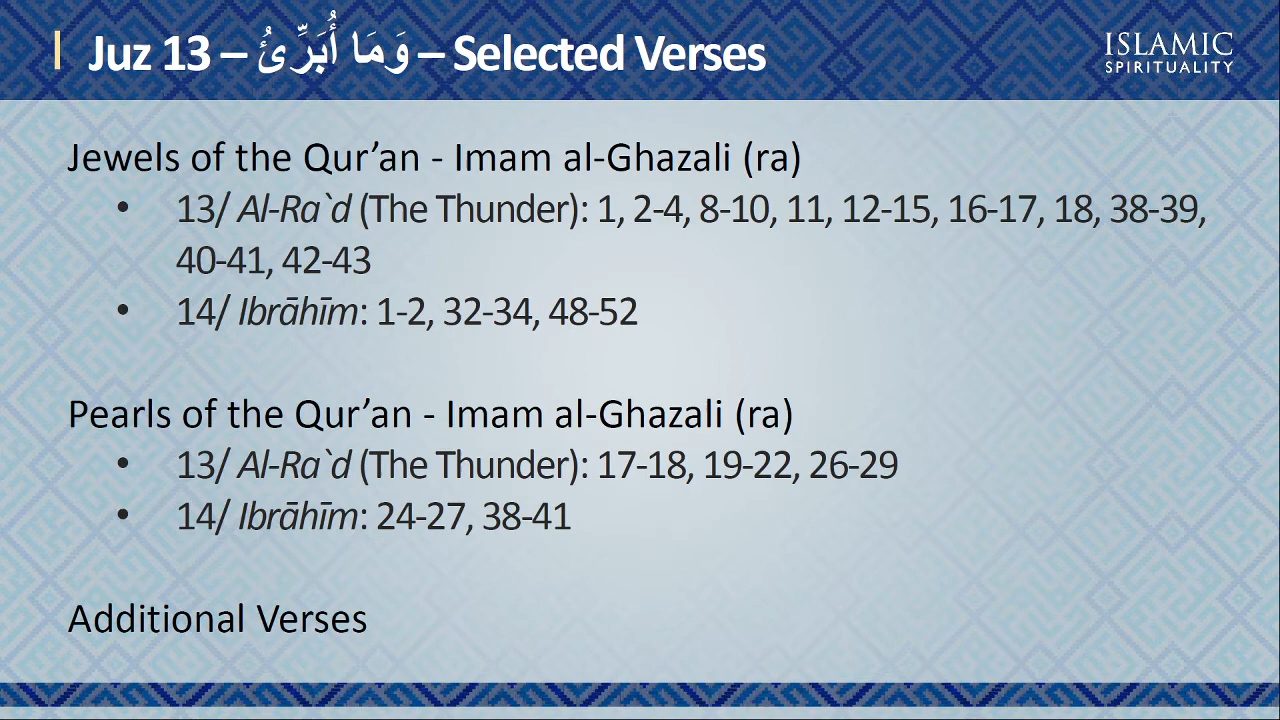 Juz 13 – وَمَا أُبَرِّئُ – Selected Verses
ISLAMIC
SPIRITUALITY
Jewels of the Qur’an - Imam al-Ghazali (ra)
• 13/ Al-Ra`d (The Thunder): 1, 2-4, 8-10, 11, 12-15, 16-17, 18, 38-39,
40-41, 42-43
• 14/ Ibrāhīm: 1-2, 32-34, 48-52
Pearls of the Qur’an - Imam al-Ghazali (ra)
• 13/ Al-Ra`d (The Thunder): 17-18, 19-22, 26-29
• 14/ Ibrāhīm: 24-27, 38-41
Additional Verses